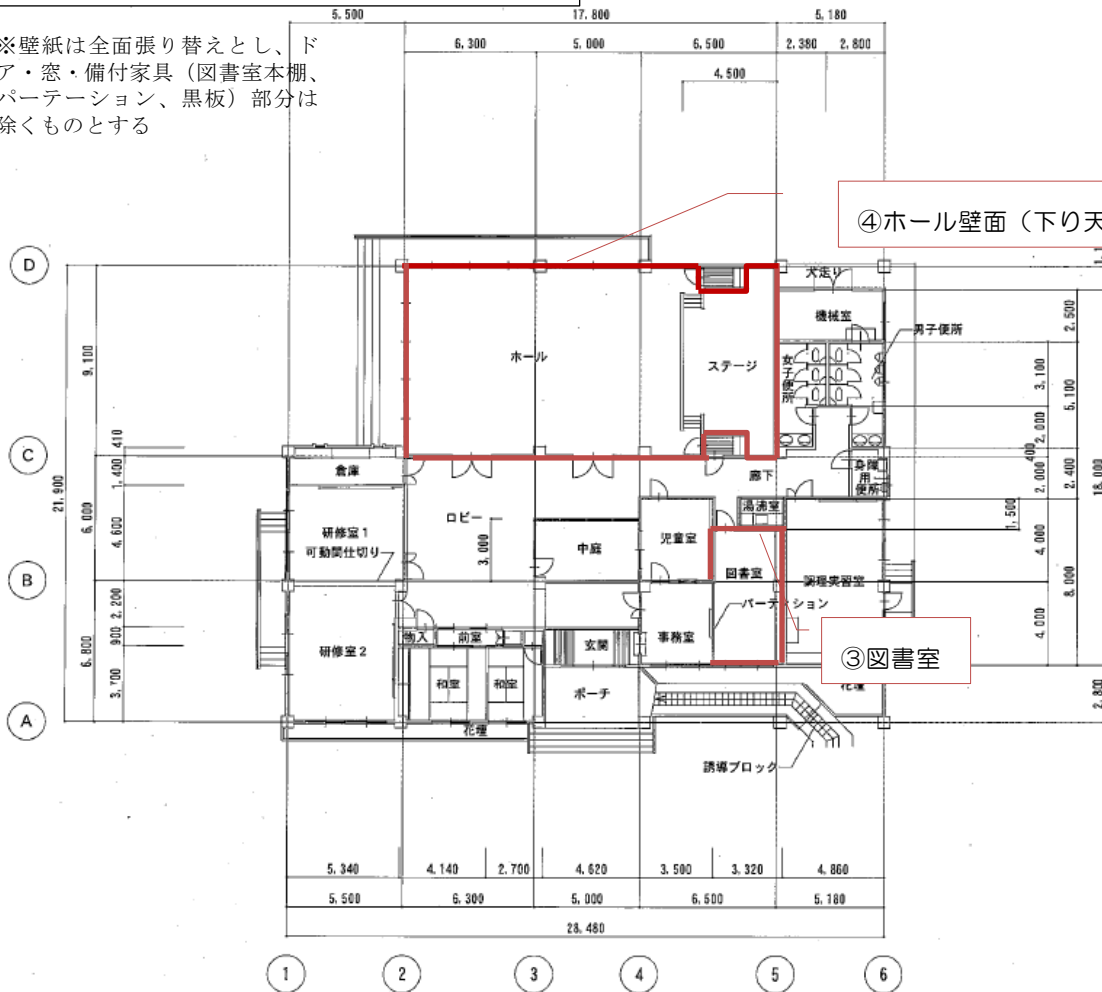 5,500
17,800
5,180
※壁紙は全面張り替えとし、ド
ア・窓・備付家具（図書室本棚、
パーテーション、黒板）部分は
除くものとする
6,300
5,000
6,500
2,380
2,800
4,500
④ホール壁面（下り天
D
犬走り
機械室
男子便所
2,500
ホール
ステージ
女子便所
9,100
3,100
5,100
410
2,000
400
C
倉庫
廊下
身障用便所
1,400
2,000
2,400
18,000
21,900
湯沸室
1,500
ロビー
研修室1
可動間仕切り
3,000
中庭
児童室
図書室
調理実習室
6,000
4,600
4,000
8,000
B
パーテション
2,200
物入
前室
玄関
事務室
4,000
900
6,800
研修室2
③図書室
和室
和室
ポーチ
花壇
3,700
2,800
A
花壇
誘導ブロック
5,340
4,140
2,700
4,620
3,500
3,320
4,860
5,500
6,300
5,000
6,500
5,180
28,480
1
2
3
4
5
6